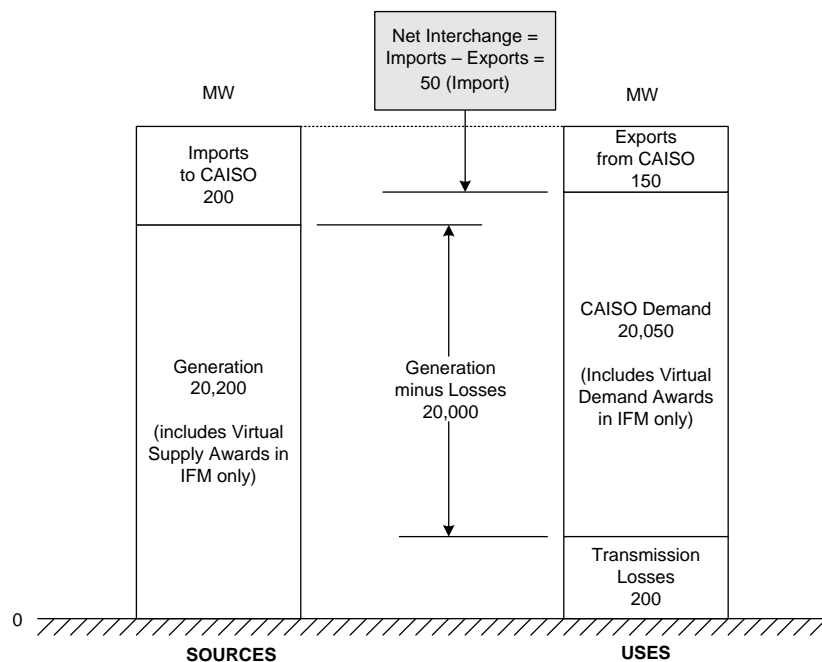 Net Interchange =
Imports – Exports =
50 (Import)
MW
MW
Imports
to CAISO
200
Exports
from CAISO
150
Generation
20,200
(includes Virtual
Supply Awards in
IFM only)
Generation
minus Losses
20,000
CAISO Demand
20,050
(Includes Virtual
Demand Awards
in IFM only)
Transmission
Losses
200
0
SOURCES
USES